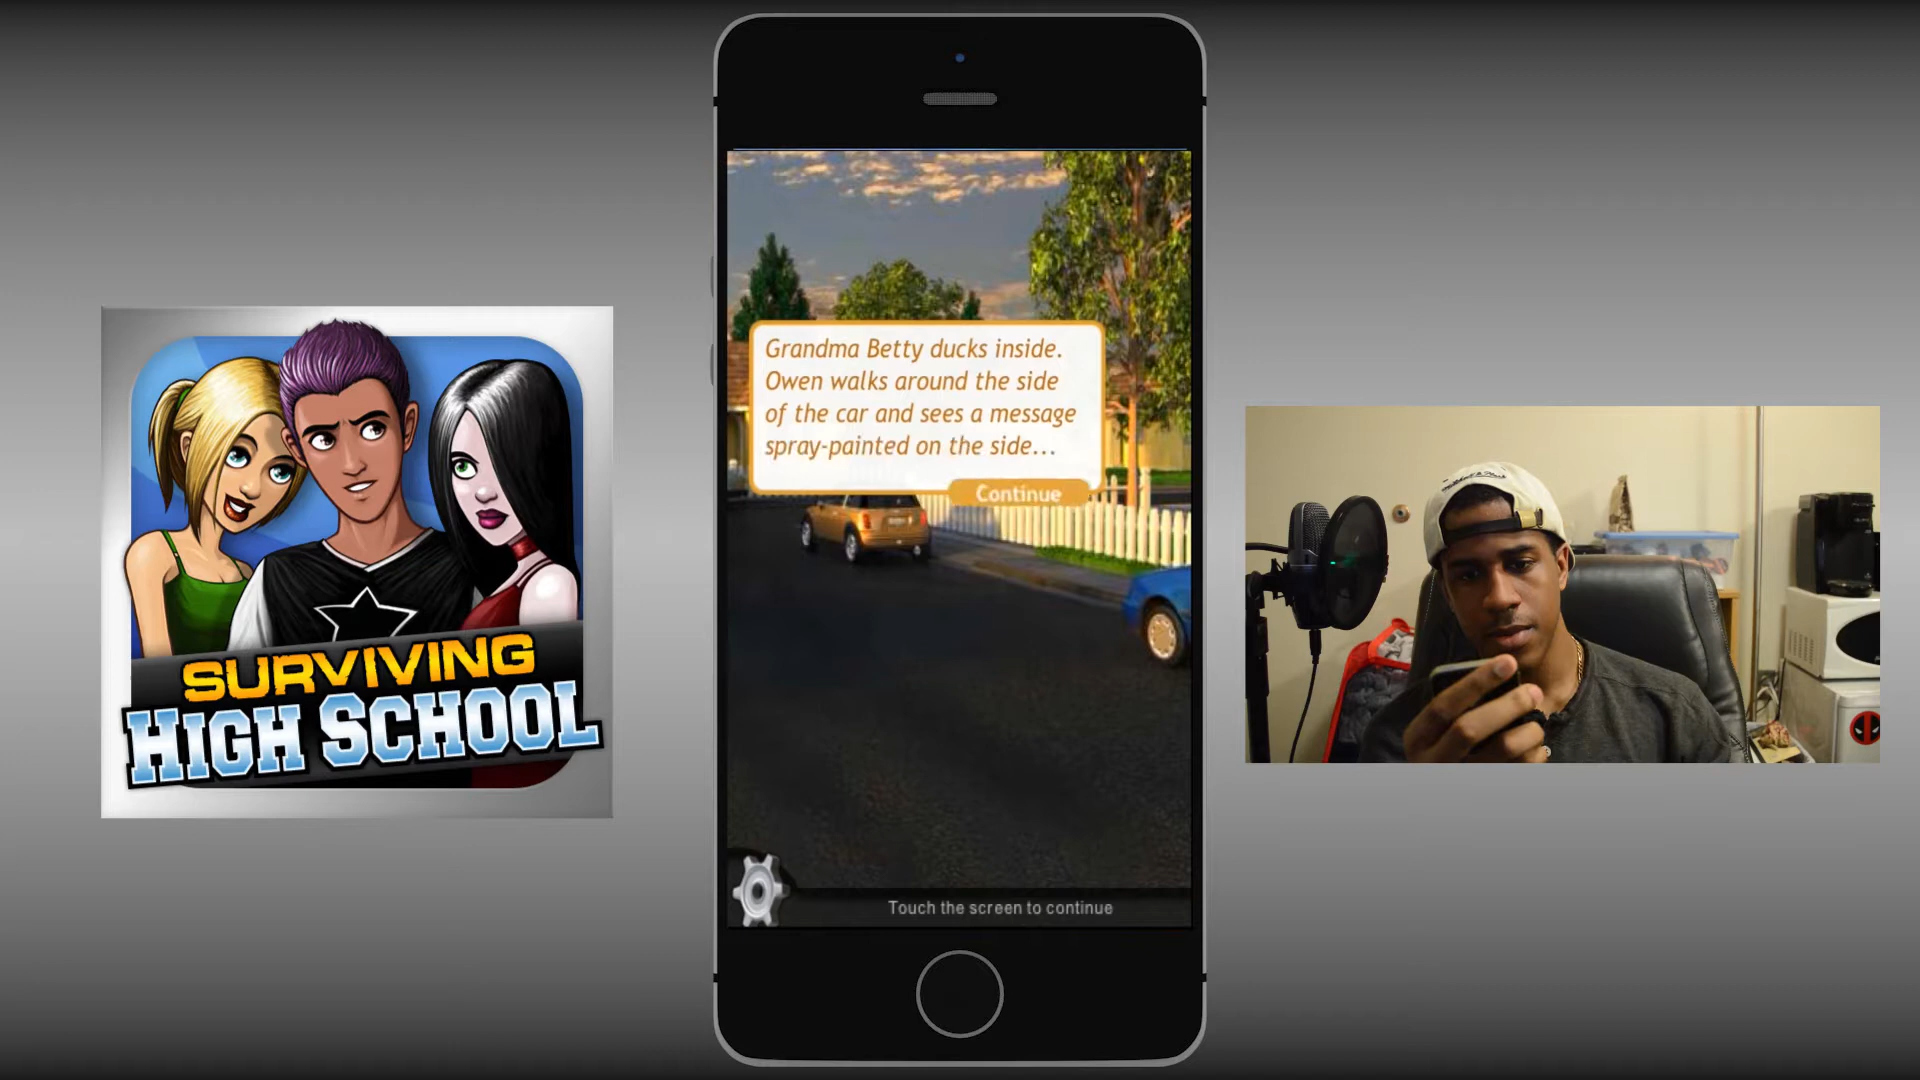 Grandma Betty ducks inside.
Owen walks around the side
of the car and sees a message
spray-painted on the side...
Continue
Touch the screen to continue
SURVIVING
HIGH SCHOOL